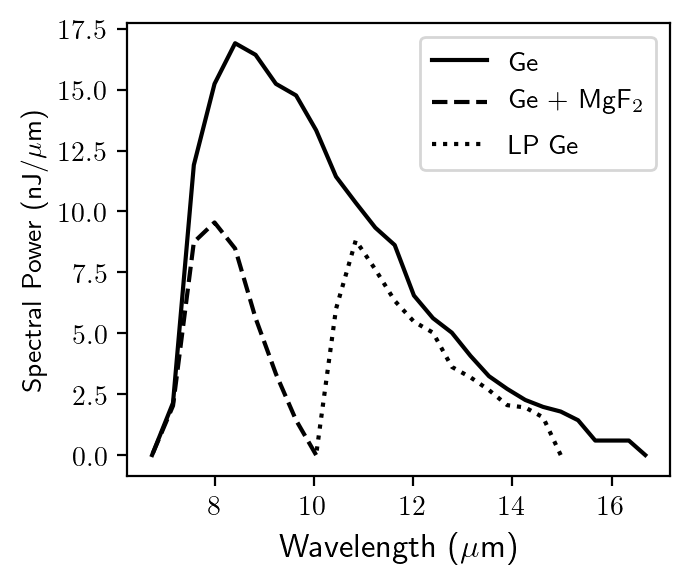 17.5
15.0
12.5
10.0
7.5
5.0
2.5
0.0
Spectral Power (nJ/μm)
Ge
Ge + MgF₂
LP Ge
8 10 12 14 16
Wavelength (μm)